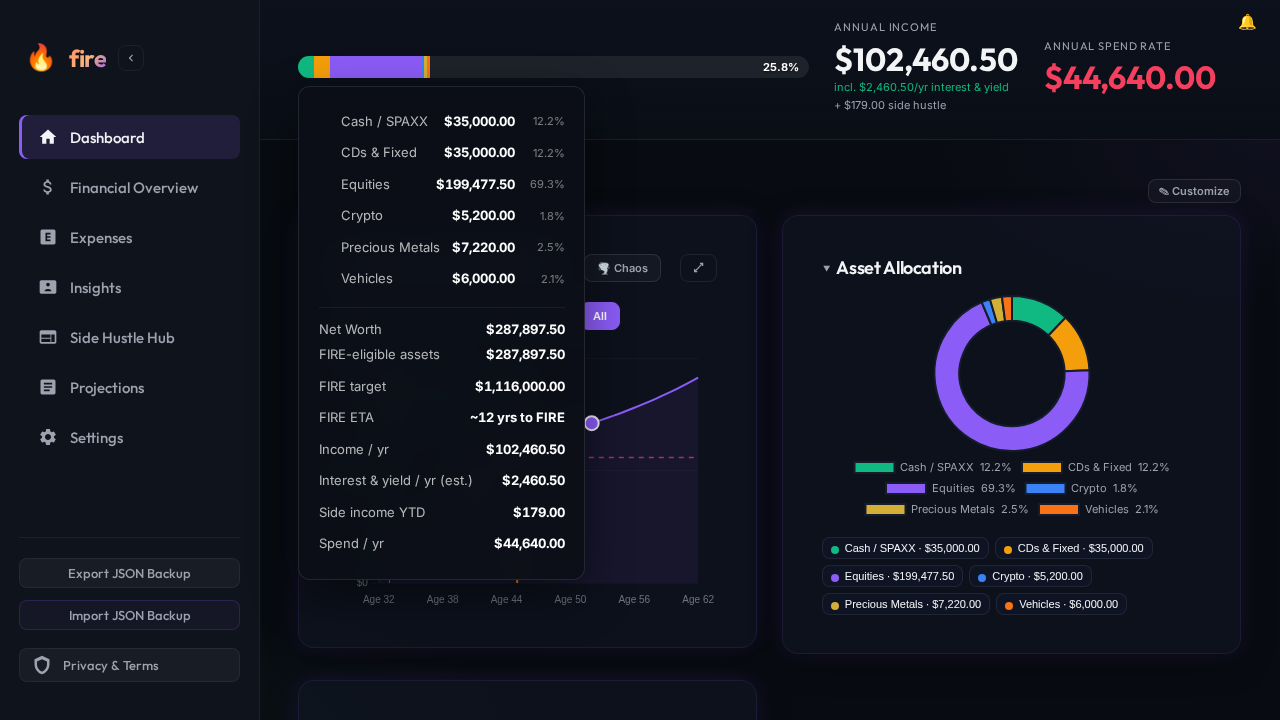 🔥 fire
Dashboard
Financial Overview
Expenses
Insights
Side Hustle Hub
Projections
Settings
Export JSON Backup
Import JSON Backup
Privacy & Terms
25.8%
ANNUAL INCOME
$102,460.50
incl. $2,460.50/yr interest & yield
+ $179.00 side hustle
ANNUAL SPEND RATE
$44,640.00
Cash / SPAXX $35,000.00 12.2%
CDs & Fixed $35,000.00 12.2%
Equities $199,477.50 69.3%
Crypto $5,200.00 1.8%
Precious Metals $7,220.00 2.5%
Vehicles $6,000.00 2.1%
Net Worth $287,897.50
FIRE-eligible assets $287,897.50
FIRE target $1,116,000.00
FIRE ETA ~12 yrs to FIRE
Income / yr $102,460.50
Interest & yield / yr (est.) $2,460.50
Side income YTD $179.00
Spend / yr $44,640.00
✎ Customize
Chaos
All
$0
Age 32 Age 38 Age 44 Age 50 Age 56 Age 62
▾ Asset Allocation
Cash / SPAXX 12.2% CDs & Fixed 12.2%
Equities 69.3% Crypto 1.8%
Precious Metals 2.5% Vehicles 2.1%
Cash / SPAXX · $35,000.00 CDs & Fixed · $35,000.00
Equities · $199,477.50 Crypto · $5,200.00
Precious Metals · $7,220.00 Vehicles · $6,000.00